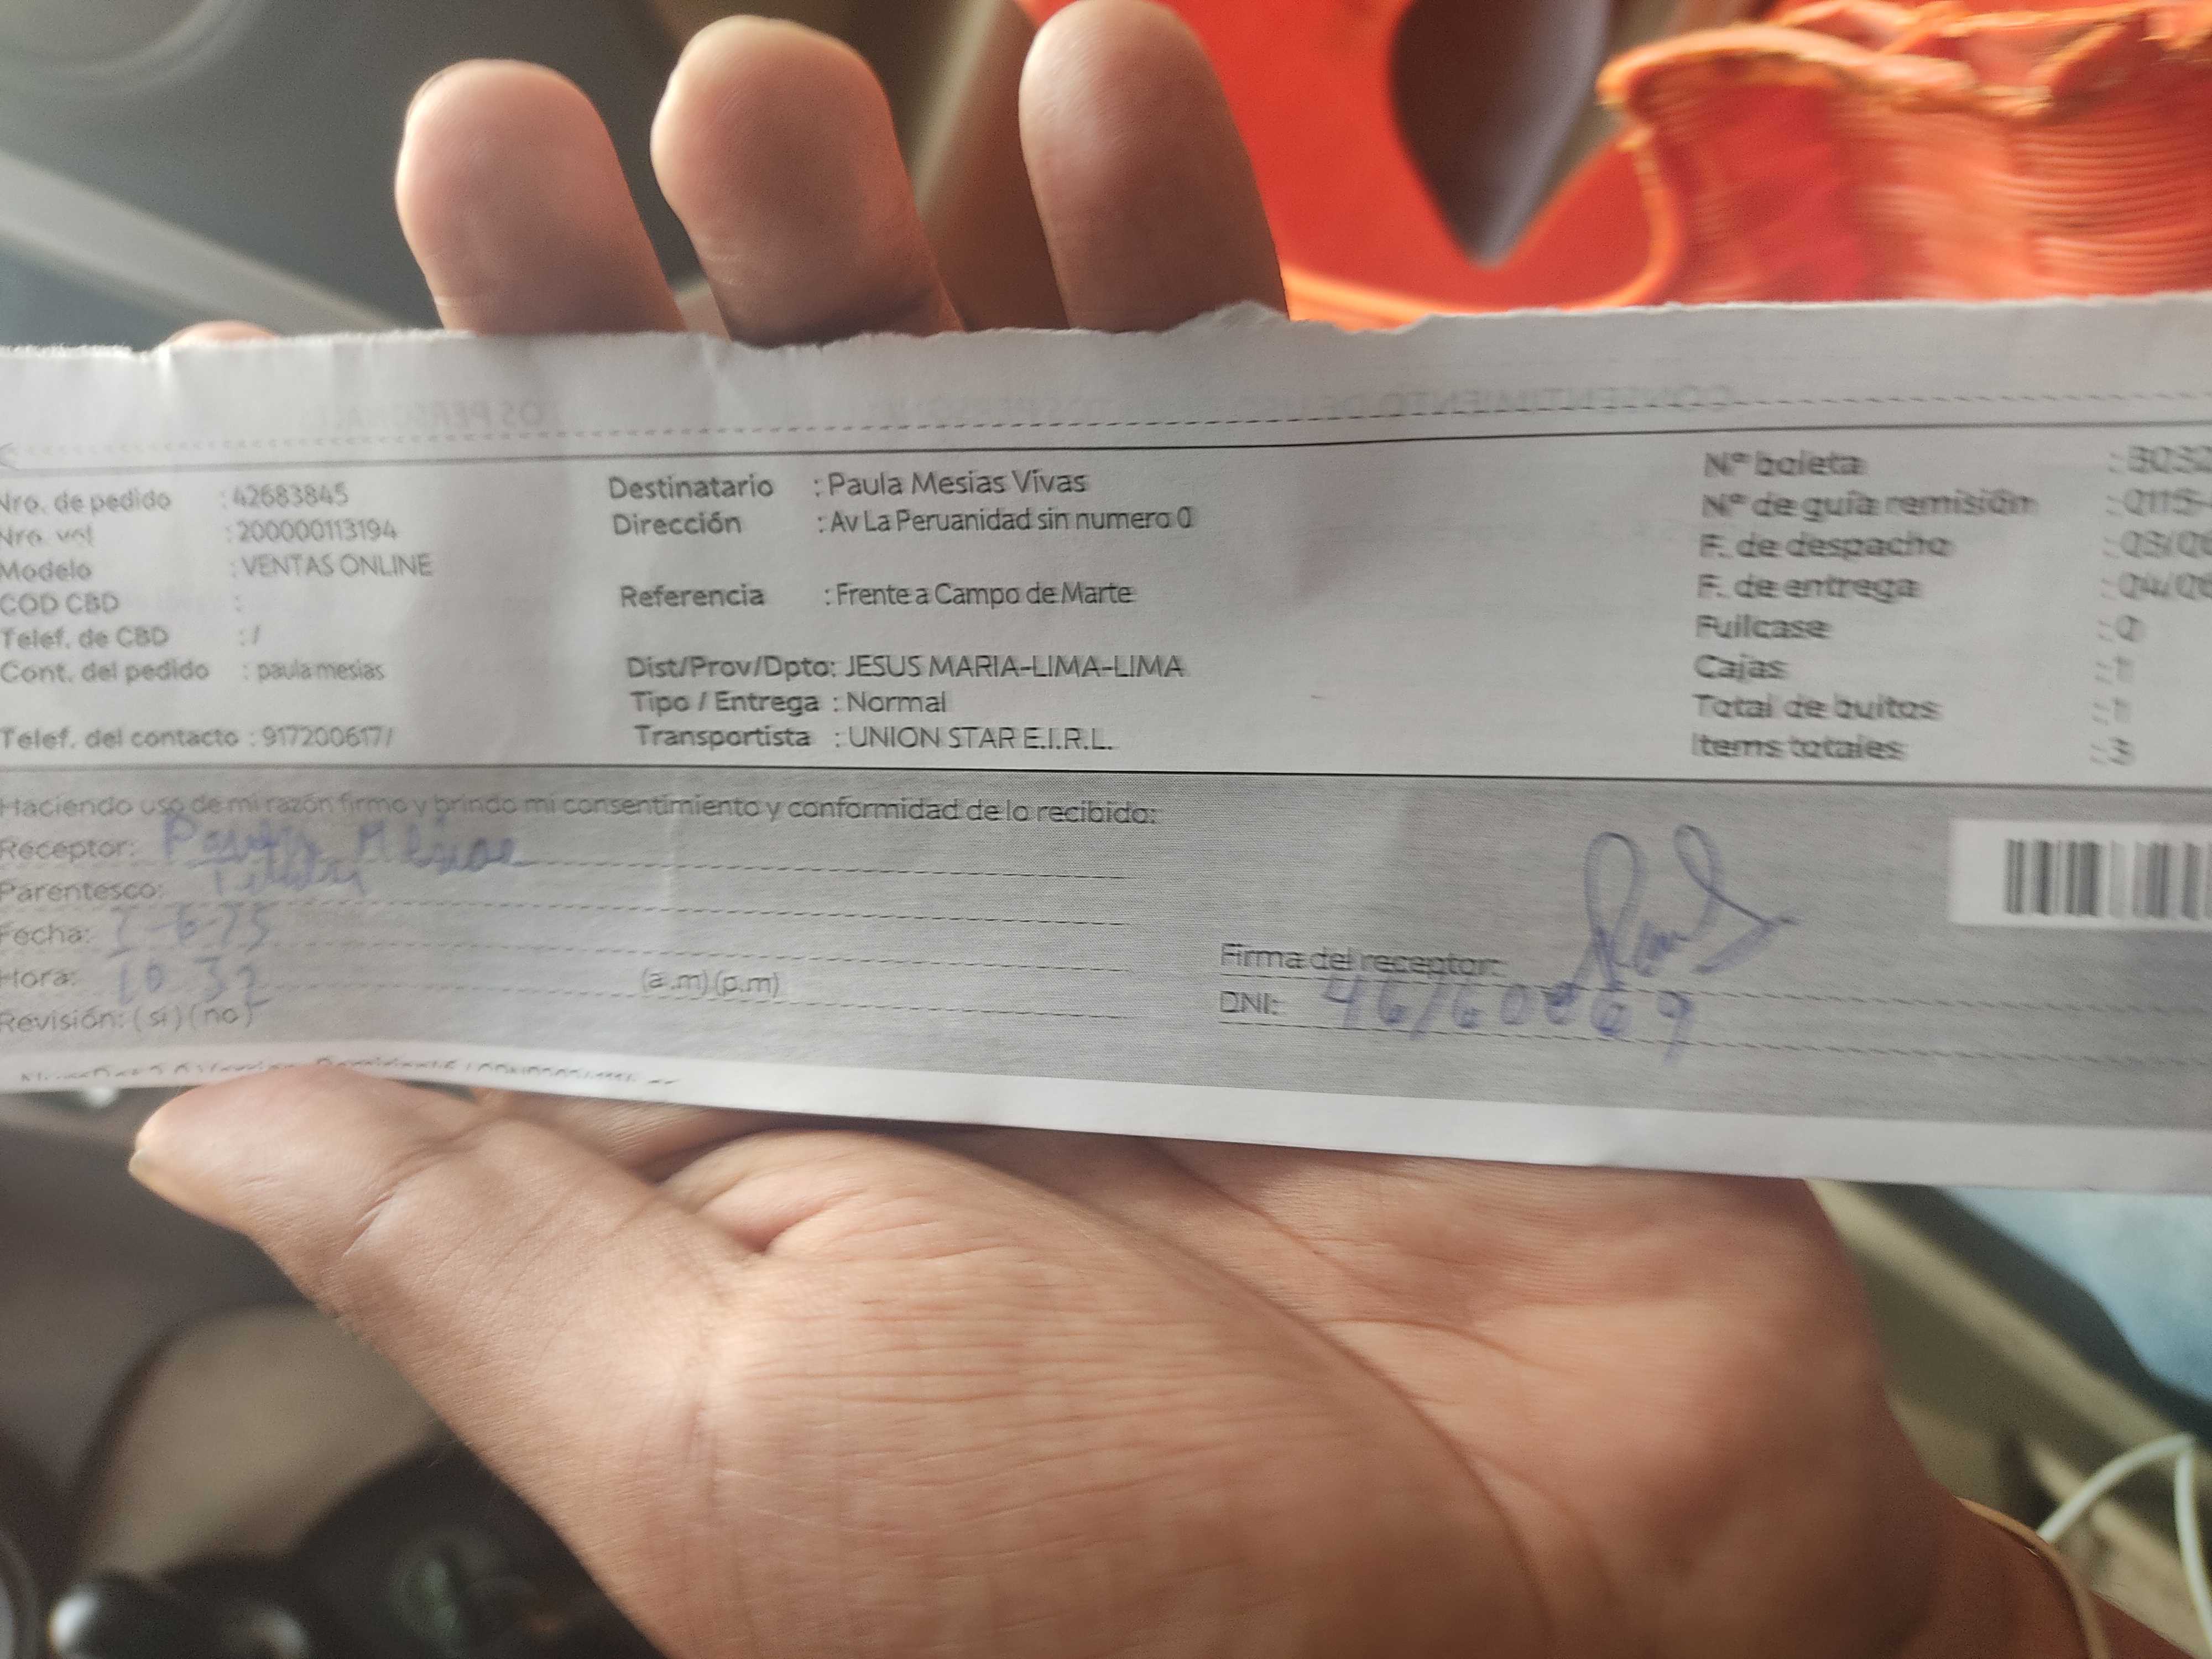 Nro. de pedido : 42683845
Nro. vol : 200000113194
Modelo : VENTAS ONLINE
COD CBD :
Telef. de CBD : /
Cont. del pedido : paula mesias
Telef. del contacto : 917200617/
Destinatario : Paula Mesias Vivas
Dirección : Av La Peruanidad sin numero 0
Referencia : Frente a Campo de Marte
Dist/Prov/Dpto: JESUS MARIA-LIMA-LIMA
Tipo / Entrega : Normal
Transportista : UNION STAR E.I.R.L.
N° boleta
N° de guía remisión
F. de despacho
F. de entrega
Fullcase : 0
Cajas : 1
Total de bultos : 1
Items totales : 3
Haciendo uso de mi razón firmo y brindo mi consentimiento y conformidad de lo recibido:
Receptor: Paula Mesias
Parentesco:
Fecha:
Hora: 10 32 (a.m)(p.m)
Revisión: (si)(no)
Firma del receptor:
DNI: